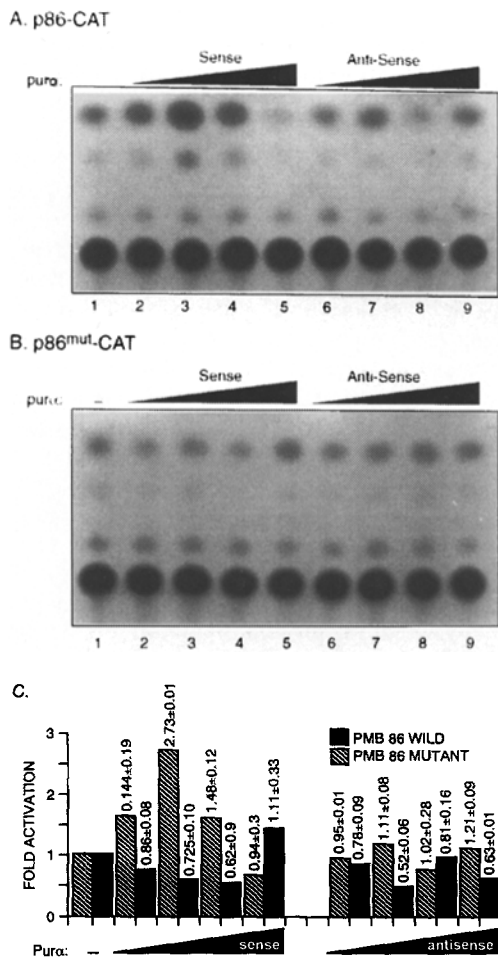 A. p86-CAT
Sense Anti-Sense
purα:
1 2 3 4 5 6 7 8 9
B. p86mut-CAT
Sense Anti-Sense
purα: –
1 2 3 4 5 6 7 8 9
C.
FOLD ACTIVATION
3
2
1
0
0.144±0.19
0.86±0.08
2.73±0.01
0.725±0.10
1.48±0.12
0.62±0.9
0.94±0.3
1.11±0.33
PMB 86 WILD
PMB 86 MUTANT
0.95±0.01
0.78±0.09
1.11±0.08
0.52±0.06
1.02±0.28
0.81±0.16
1.21±0.09
0.63±0.01
Purα: – sense antisense